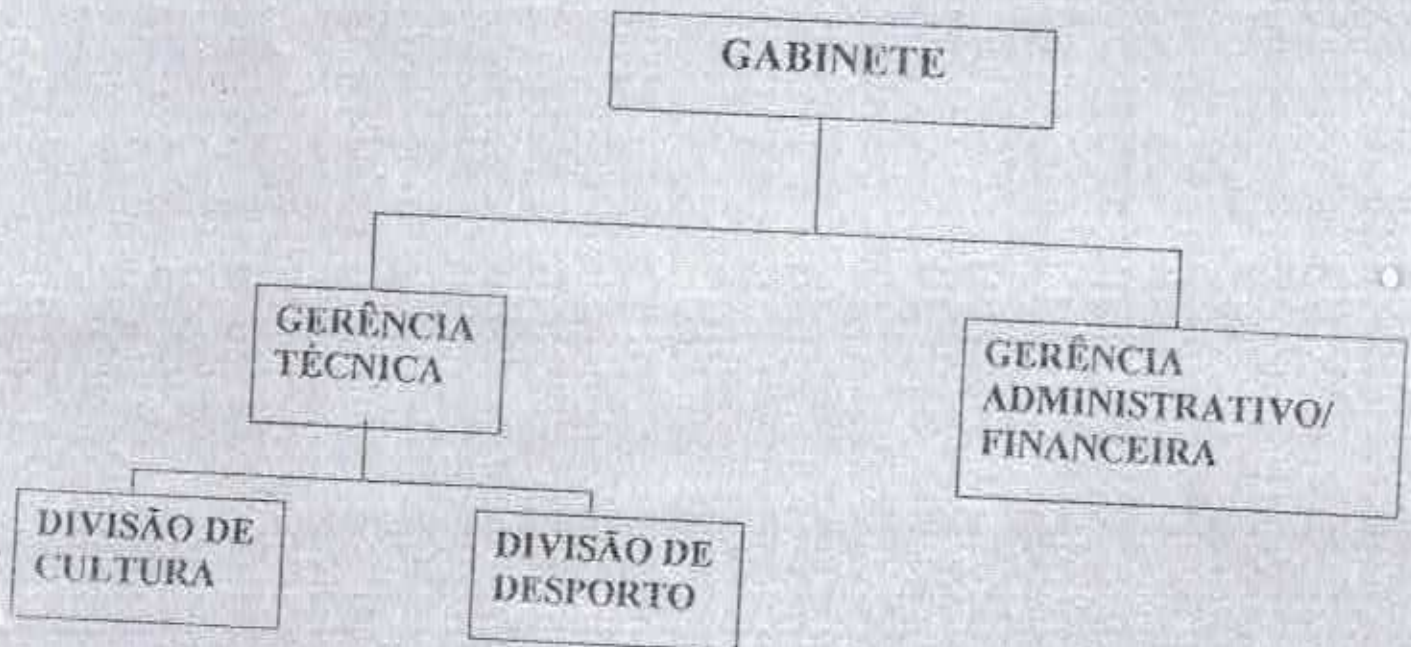 GABINETE
GERÊNCIA
TÉCNICA
GERÊNCIA
ADMINISTRATIVO/
FINANCEIRA
DIVISÃO DE
CULTURA
DIVISÃO DE
DESPORTO